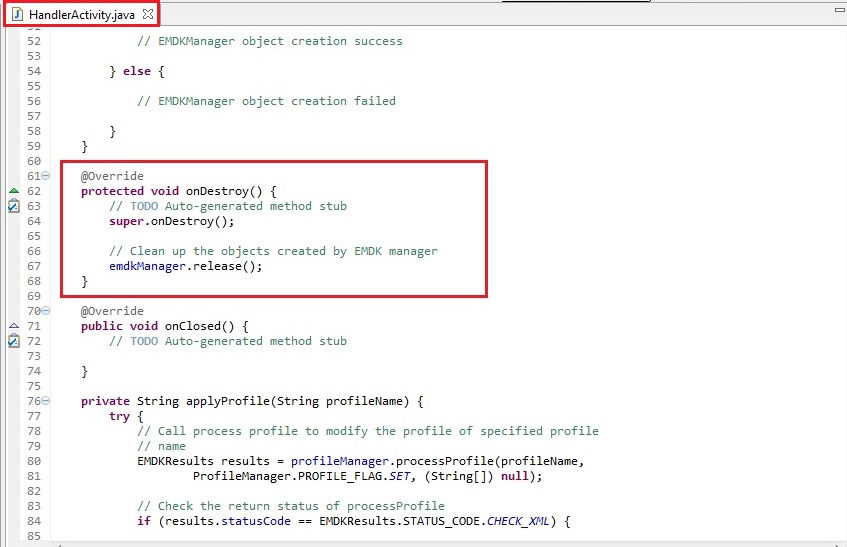 HandlerActivity.java
52 // EMDKManager object creation success
53
54 } else {
55
56 // EMDKManager object creation failed
57
58 }
59 }
60
61 @Override
62 protected void onDestroy() {
63 // TODO Auto-generated method stub
64 super.onDestroy();
65
66 // Clean up the objects created by EMDK manager
67 emdkManager.release();
68 }
69
70 @Override
71 public void onClosed() {
72 // TODO Auto-generated method stub
73
74 }
75
76 private String applyProfile(String profileName) {
77 try {
78 // Call process profile to modify the profile of specified profile
79 // name
80 EMDKResults results = profileManager.processProfile(profileName,
81 ProfileManager.PROFILE_FLAG.SET, (String[]) null);
82
83 // Check the return status of processProfile
84 if (results.statusCode == EMDKResults.STATUS_CODE.CHECK_XML) {
85